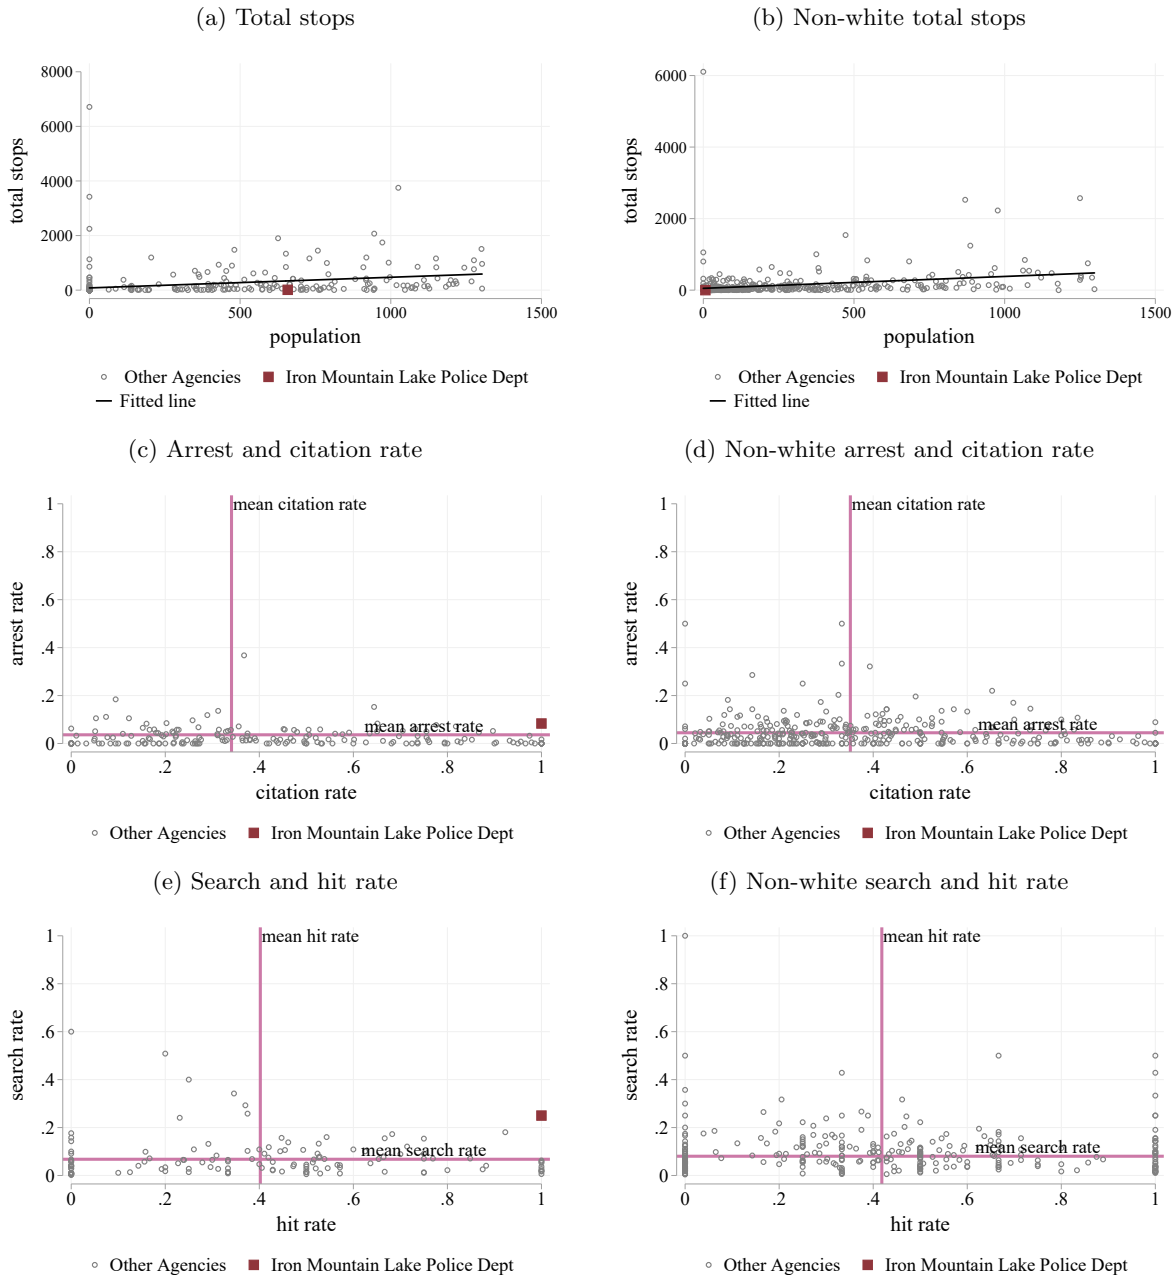 (a) Total stops
(b) Non-white total stops
total stops
8000
6000
4000
2000
0
0 500 1000 1500
population
Other Agencies Iron Mountain Lake Police Dept
Fitted line
total stops
6000
4000
2000
0
0 500 1000 1500
population
Other Agencies Iron Mountain Lake Police Dept
Fitted line
(c) Arrest and citation rate
(d) Non-white arrest and citation rate
arrest rate
1
.8
.6
.4
.2
0
mean citation rate
mean arrest rate
0 .2 .4 .6 .8 1
citation rate
Other Agencies Iron Mountain Lake Police Dept
arrest rate
1
.8
.6
.4
.2
0
mean citation rate
mean arrest rate
0 .2 .4 .6 .8 1
citation rate
Other Agencies Iron Mountain Lake Police Dept
(e) Search and hit rate
(f) Non-white search and hit rate
search rate
1
.8
.6
.4
.2
0
mean hit rate
mean search rate
0 .2 .4 .6 .8 1
hit rate
Other Agencies Iron Mountain Lake Police Dept
search rate
1
.8
.6
.4
.2
0
mean hit rate
mean search rate
0 .2 .4 .6 .8 1
hit rate
Other Agencies Iron Mountain Lake Police Dept